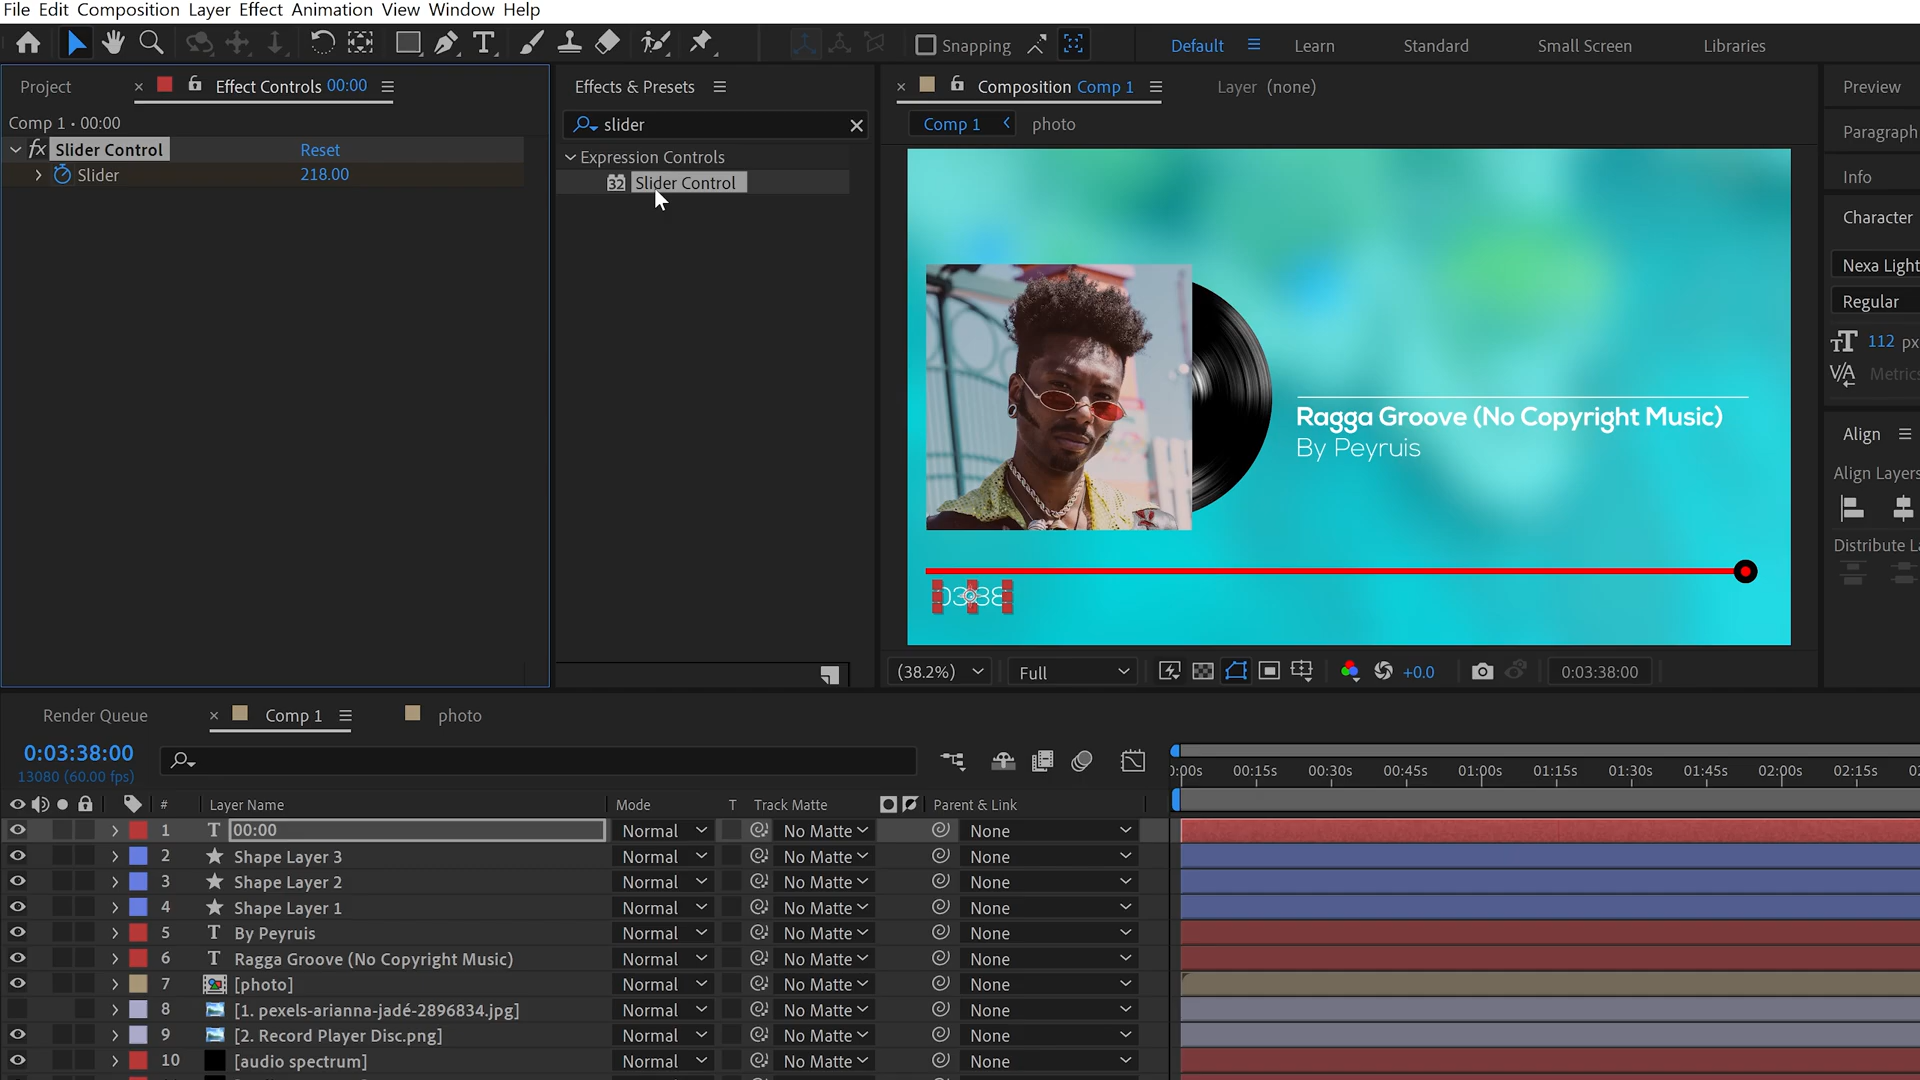 File Edit Composition Layer Effect Animation View Window Help
Snapping
Default Learn Standard Small Screen Libraries
Project
Effect Controls 00:00
Comp 1 • 00:00
fx Slider Control Reset
Slider 218.00
Effects & Presets
slider
Expression Controls
32 Slider Control
Composition Comp 1
Layer (none)
Comp 1 photo
Ragga Groove (No Copyright Music)
By Peyruis
03:38
(38.2%) Full +0.0 0:03:38:00
Preview
Paragraph
Info
Character
Nexa Light
Regular
112 px
Metrics
Align
Align Layers
Distribute La
Render Queue Comp 1 photo
0:03:38:00
13080 (60.00 fps)
0:00s 00:15s 00:30s 00:45s 01:00s 01:15s 01:30s 01:45s 02:00s 02:15s
# Layer Name Mode T Track Matte Parent & Link
1 T 00:00 Normal No Matte None
2 Shape Layer 3 Normal No Matte None
3 Shape Layer 2 Normal No Matte None
4 Shape Layer 1 Normal No Matte None
5 T By Peyruis Normal No Matte None
6 T Ragga Groove (No Copyright Music) Normal No Matte None
7 [photo] Normal No Matte None
8 [1. pexels-arianna-jadé-2896834.jpg] Normal No Matte None
9 [2. Record Player Disc.png] Normal No Matte None
10 [audio spectrum] Normal No Matte None